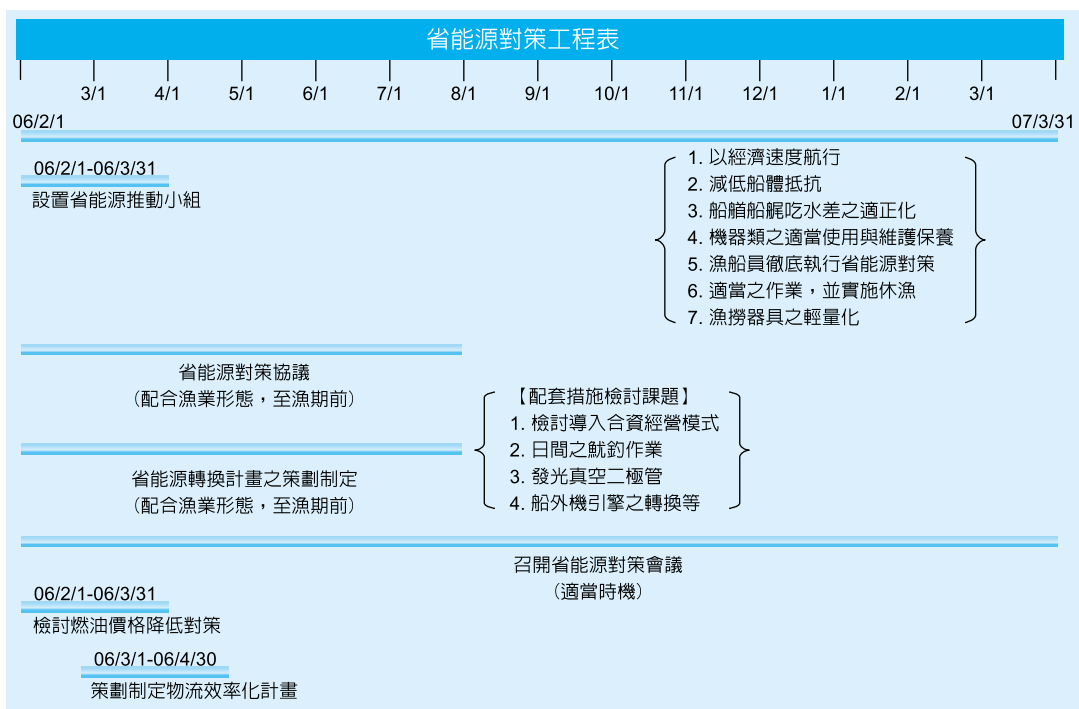 省能源對策工程表
3/1 4/1 5/1 6/1 7/1 8/1 9/1 10/1 11/1 12/1 1/1 2/1 3/1
06/2/1 07/3/31
06/2/1-06/3/31
設置省能源推動小組
1. 以經濟速度航行
2. 減低船體抵抗
3. 船艏船艉吃水差之適正化
4. 機器類之適當使用與維護保養
5. 漁船員徹底執行省能源對策
6. 適當之作業，並實施休漁
7. 漁撈器具之輕量化
省能源對策協議
(配合漁業形態，至漁期前)
【配套措施檢討課題】
1. 檢討導入合資經營模式
2. 日間之魷釣作業
3. 發光真空二極管
4. 船外機引擎之轉換等
省能源轉換計畫之策劃制定
(配合漁業形態，至漁期前)
召開省能源對策會議
(適當時機)
06/2/1-06/3/31
檢討燃油價格降低對策
06/3/1-06/4/30
策劃制定物流效率化計畫